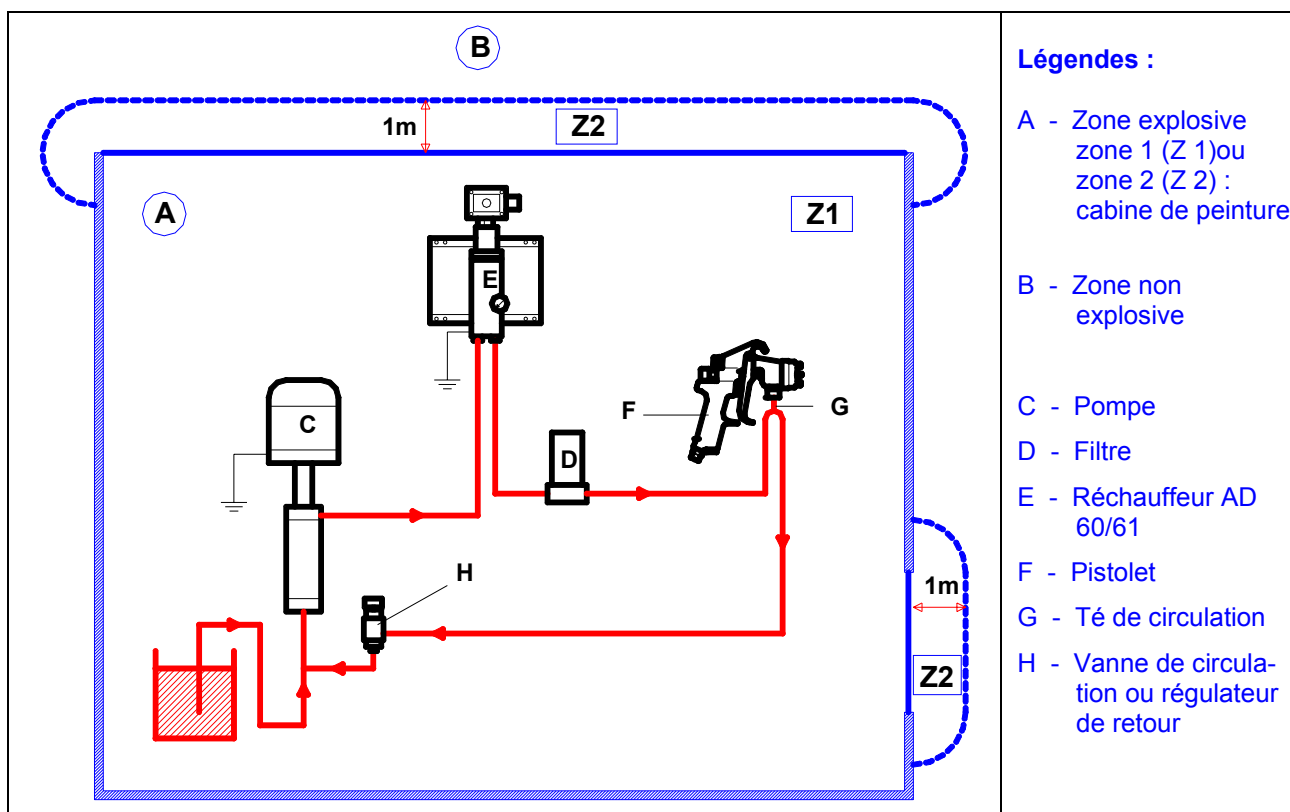 B
1m
Z2
A
Z1
E
C
F
G
D
H
1m
Z2
Légendes :
A - Zone explosive
zone 1 (Z 1)ou
zone 2 (Z 2) :
cabine de peinture
B - Zone non
explosive
C - Pompe
D - Filtre
E - Réchauffeur AD
60/61
F - Pistolet
G - Té de circulation
H - Vanne de circula-
tion ou régulateur
de retour